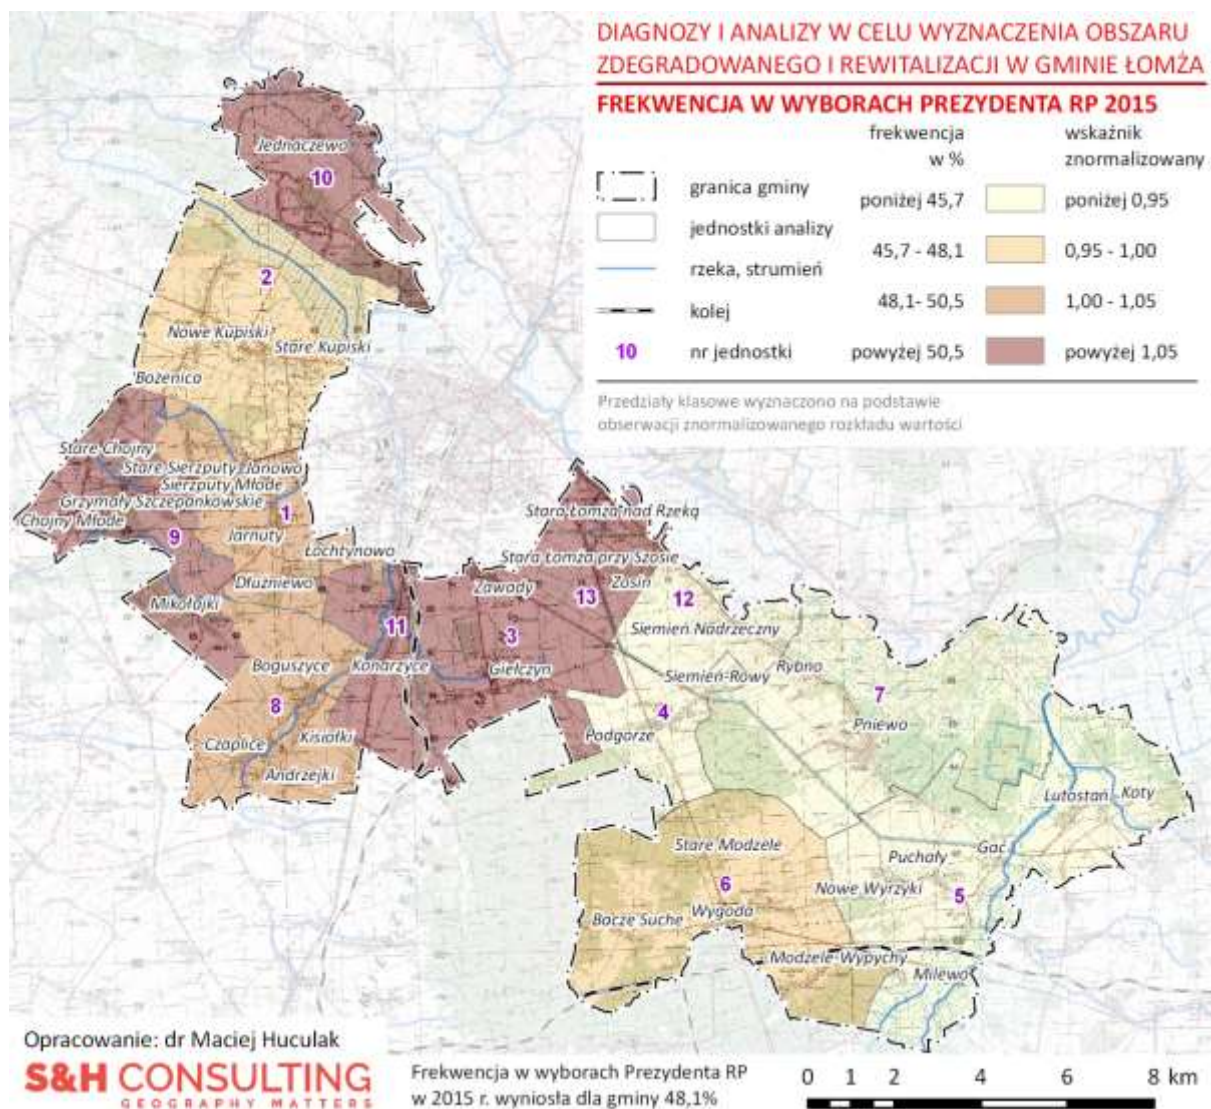 DIAGNOZY I ANALIZY W CELU WYZNACZENIA OBSZARU
ZDEGRADOWANEGO I REWITALIZACJI W GMINIE ŁOMŻA
FREKWENCJA W WYBORACH PREZYDENTA RP 2015
frekwencja
w %
wskaźnik
znormalizowany
granica gminy
poniżej 45,7
poniżej 0,95
jednostki analizy
45,7 - 48,1
0,95 - 1,00
rzeka, strumień
kolej
48,1- 50,5
1,00 - 1,05
10
nr jednostki
powyżej 50,5
powyżej 1,05
Przedziały klasowe wyznaczono na podstawie
obserwacji znormalizowanego rozkładu wartości
Jednaczewo
10
2
Nowe Kupiski
Stare Kupiski
Bożenica
Stare Chojny
Stare Sierzputy
Janowo
Sierzputy Młode
Grzymały Szczepankowskie
Chojny Młode
1
9
Jarnuty
Łochtynowo
Dłużniewo
Mikołajki
Stara Łomża nad Rzeką
Stara Łomża przy Szosie
Zawady
Zosin
13
12
11
3
Siemień Nadrzeczny
Boguszyce
Konarzyce
Giełczyn
Siemień-Rowy
Rybno
7
8
4
Pniewo
Czaplice
Kisiołki
Podgórze
Andrzejki
Lutostań
Koty
Stare Modzele
Gać
Puchały
6
Nowe Wyrzyki
5
Bacze Suche
Wygoda
Modzele-Wypychy
Milewo
Opracowanie: dr Maciej Huculak
S&H CONSULTING
GEOGRAPHY MATTERS
Frekwencja w wyborach Prezydenta RP
w 2015 r. wyniosła dla gminy 48,1%
0 1 2 4 6 8 km